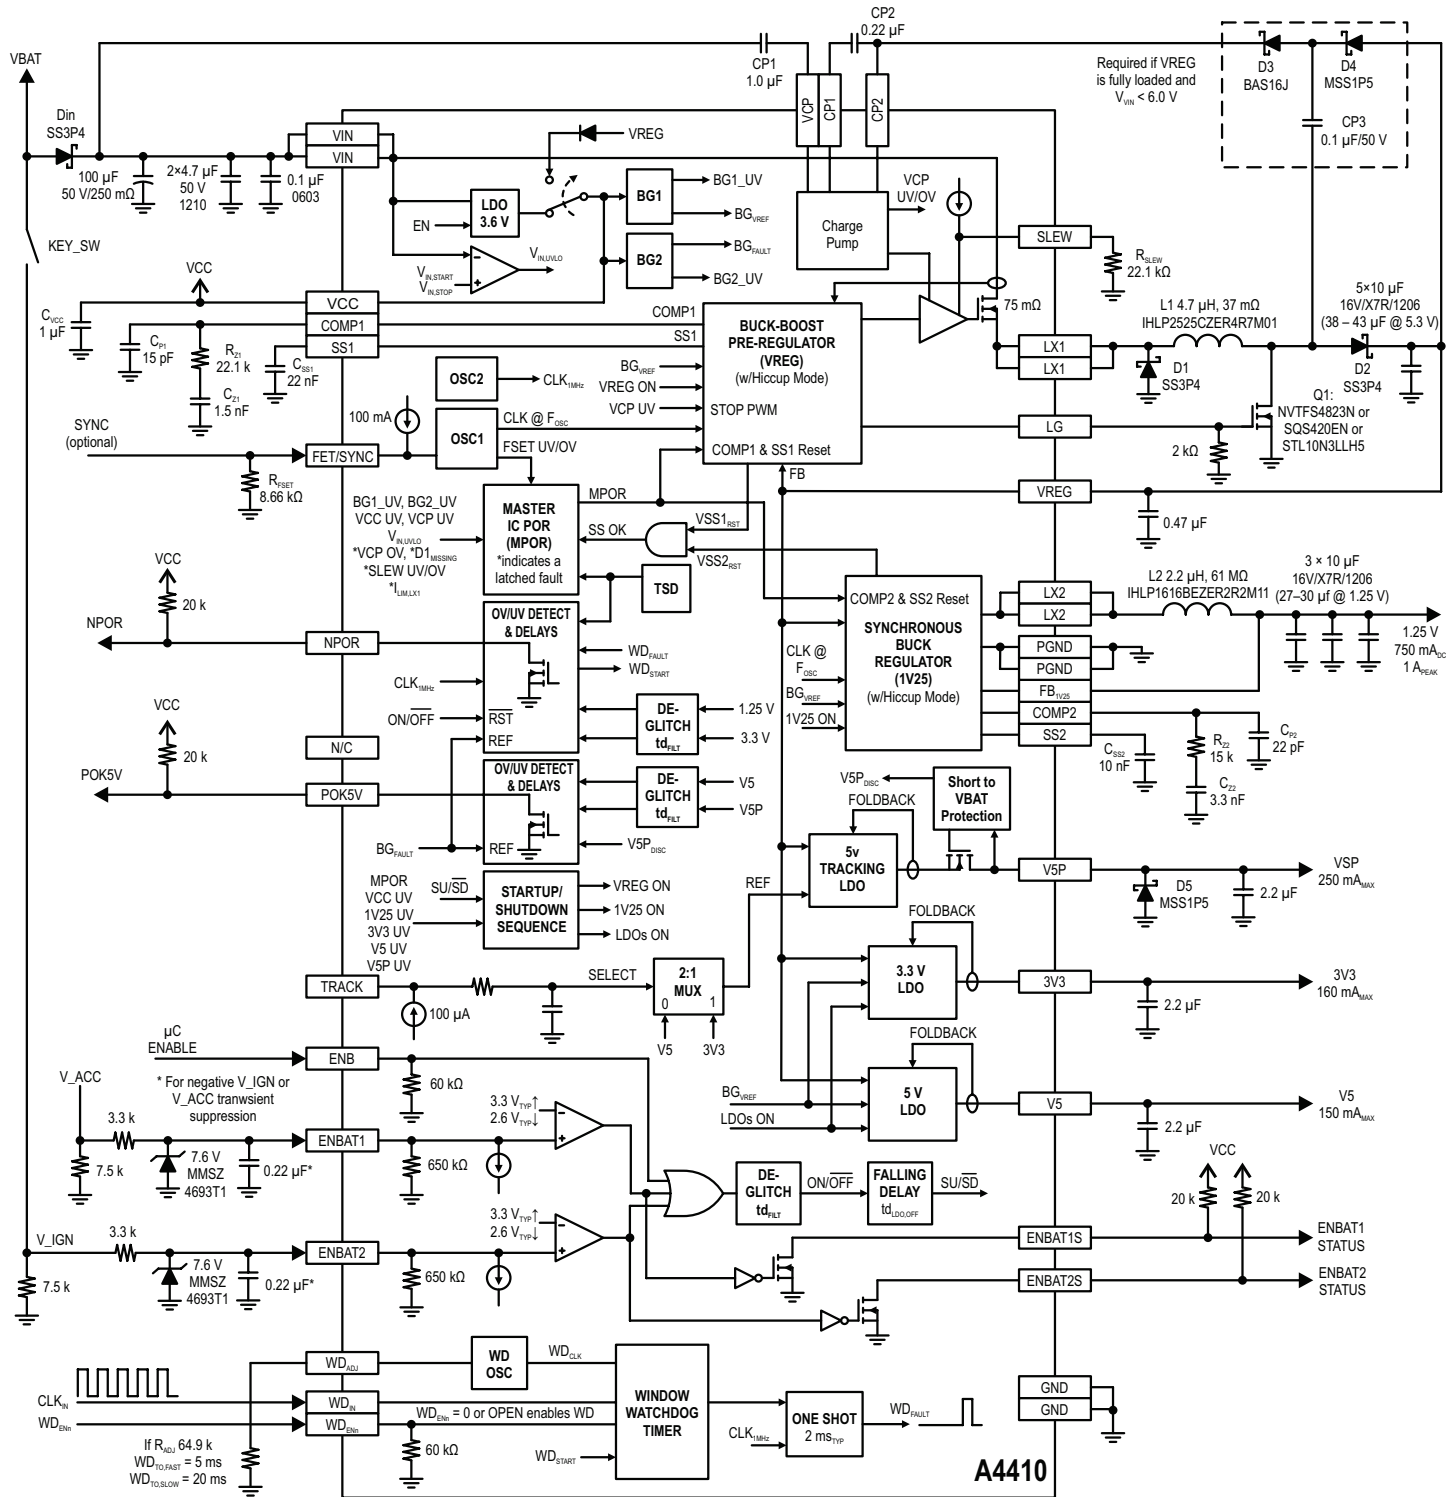 CP2
0.22 µF
VBAT
CP1
1.0 µF
Required if VREG
is fully loaded and
V_VIN < 6.0 V
D3
BAS16J
D4
MSS1P5
CP3
0.1 µF/50 V
Din
SS3P4
VCP
CP1
CP2
VIN
VIN
VREG
100 µF
50 V/250 mΩ
2×4.7 µF
50 V
1210
0.1 µF
0603
LDO
3.6 V
EN
BG1
BG1_UV
BG_VREF
BG2
BG_FAULT
BG2_UV
VCP
UV/OV
Charge
Pump
SLEW
R_SLEW
22.1 kΩ
KEY_SW
V_IN,START
V_IN,STOP
V_IN,UVLO
VCC
VCC
COMP1
SS1
C_VCC
1 µF
C_P1
15 pF
R_Z1
22.1 k
C_Z1
1.5 nF
C_SS1
22 nF
COMP1
SS1
BUCK-BOOST
PRE-REGULATOR
(VREG)
(w/Hiccup Mode)
BG_VREF
VREG ON
VCP UV
STOP PWM
COMP1 & SS1 Reset
FB
75 mΩ
LX1
LX1
L1 4.7 µH, 37 mΩ
IHLP2525CZER4R7M01
5×10 µF
16V/X7R/1206
(38 – 43 µF @ 5.3 V)
D1
SS3P4
D2
SS3P4
Q1:
NVTFS4823N or
SQS420EN or
STL10N3LLH5
LG
2 kΩ
OSC2
CLK_1MHz
100 mA
OSC1
CLK @ F_OSC
FSET UV/OV
SYNC
(optional)
FET/SYNC
R_FSET
8.66 kΩ
VREG
0.47 µF
BG1_UV, BG2_UV
VCC UV, VCP UV
V_IN,UVLO
*VCP OV, *D1_MISSING
*SLEW UV/OV
*I_LIM,LX1
MASTER
IC POR
(MPOR)
*indicates a
latched fault
MPOR
SS OK
VSS1_RST
VSS2_RST
TSD
VCC
20 k
NPOR
NPOR
OV/UV DETECT
& DELAYS
WD_FAULT
WD_START
CLK_1MHz
ON/OFF
RST
REF
DE-
GLITCH
td_FILT
1.25 V
3.3 V
COMP2 & SS2 Reset
SYNCHRONOUS
BUCK
REGULATOR
(1V25)
(w/Hiccup Mode)
CLK @
F_OSC
BG_VREF
1V25 ON
LX2
LX2
PGND
PGND
FB_1V25
COMP2
SS2
L2 2.2 µH, 61 MΩ
IHLP1616BEZER2R2M11
3 × 10 µF
16V/X7R/1206
(27–30 µf @ 1.25 V)
1.25 V
750 mA_DC
1 A_PEAK
C_SS2
10 nF
R_Z2
15 k
C_Z2
3.3 nF
C_P2
22 pF
VCC
20 k
N/C
POK5V
POK5V
OV/UV DETECT
& DELAYS
DE-
GLITCH
td_FILT
V5
V5P
V5P_DISC
BG_FAULT
REF
V5P_DISC
FOLDBACK
Short to
VBAT
Protection
5v
TRACKING
LDO
REF
V5P
D5
MSS1P5
2.2 µF
VSP
250 mA_MAX
MPOR
VCC UV
1V25 UV
3V3 UV
V5 UV
V5P UV
SU/SD
STARTUP/
SHUTDOWN
SEQUENCE
VREG ON
1V25 ON
LDOs ON
FOLDBACK
3.3 V
LDO
3V3
2.2 µF
3V3
160 mA_MAX
TRACK
100 µA
SELECT
2:1
MUX
0
1
V5
3V3
FOLDBACK
5 V
LDO
BG_VREF
LDOs ON
V5
2.2 µF
V5
150 mA_MAX
µC
ENABLE
ENB
60 kΩ
V_ACC
* For negative V_IGN or
V_ACC tranwsient
suppression
3.3 k
7.5 k
7.6 V
MMSZ
4693T1
0.22 µF*
ENBAT1
650 kΩ
3.3 V_TYP↑
2.6 V_TYP↓
DE-
GLITCH
td_FILT
ON/OFF
FALLING
DELAY
td_LDO,OFF
SU/SD
VCC
20 k
20 k
V_IGN
3.3 k
7.5 k
7.6 V
MMSZ
4693T1
0.22 µF*
ENBAT2
650 kΩ
3.3 V_TYP↑
2.6 V_TYP↓
ENBAT1S
ENBAT1
STATUS
ENBAT2S
ENBAT2
STATUS
WD_ADJ
WD
OSC
WD_CLK
CLK_IN
WD_IN
WD_ENn
WD_ENn
WD_ENn = 0 or OPEN enables WD
60 kΩ
WINDOW
WATCHDOG
TIMER
WD_START
ONE SHOT
2 ms_TYP
CLK_1MHz
WD_FAULT
If R_ADJ 64.9 k
WD_TO,FAST = 5 ms
WD_TO,SLOW = 20 ms
GND
GND
A4410